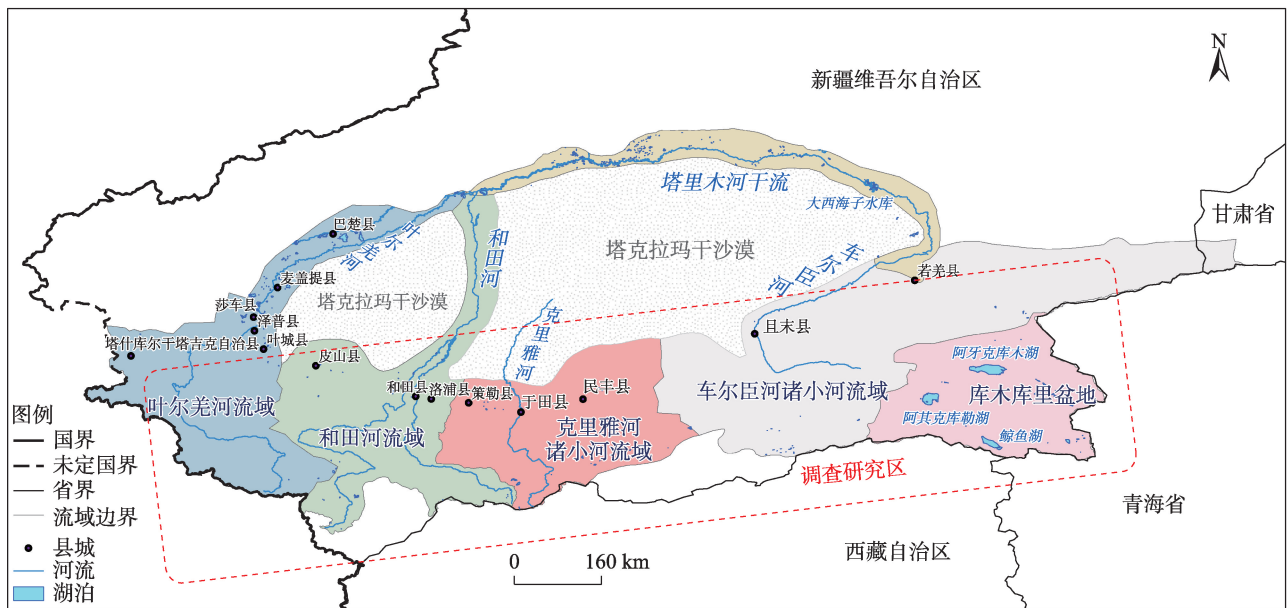 N
新疆维吾尔自治区
甘肃省
塔里木河干流
大西海子水库
巴楚县
叶尔羌河
和田河
塔克拉玛干沙漠
车尔臣河
若羌县
麦盖提县
塔克拉玛干沙漠
莎车县
泽普县
塔什库尔干塔吉克自治县
叶城县
克里雅河
且末县
皮山县
阿牙克库木湖
叶尔羌河流域
和田县
洛浦县
策勒县
于田县
民丰县
车尔臣河诸小河流域
库木库里盆地
阿其克库勒湖
鲸鱼湖
和田河流域
克里雅河
诸小河流域
调查研究区
青海省
西藏自治区
图例
国界
未定国界
省界
流域边界
县城
河流
湖泊
0
160 km